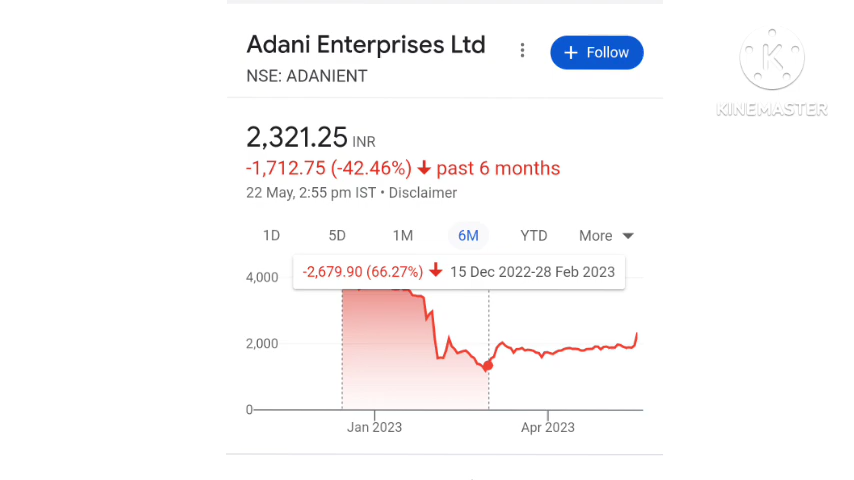 Adani Enterprises Ltd
+ Follow
NSE: ADANIENT
KINEMASTER
2,321.25 INR
-1,712.75 (-42.46%) ↓ past 6 months
22 May, 2:55 pm IST • Disclaimer
1D 5D 1M 6M YTD More
-2,679.90 (66.27%) ↓ 15 Dec 2022-28 Feb 2023
4,000
2,000
0
Jan 2023 Apr 2023